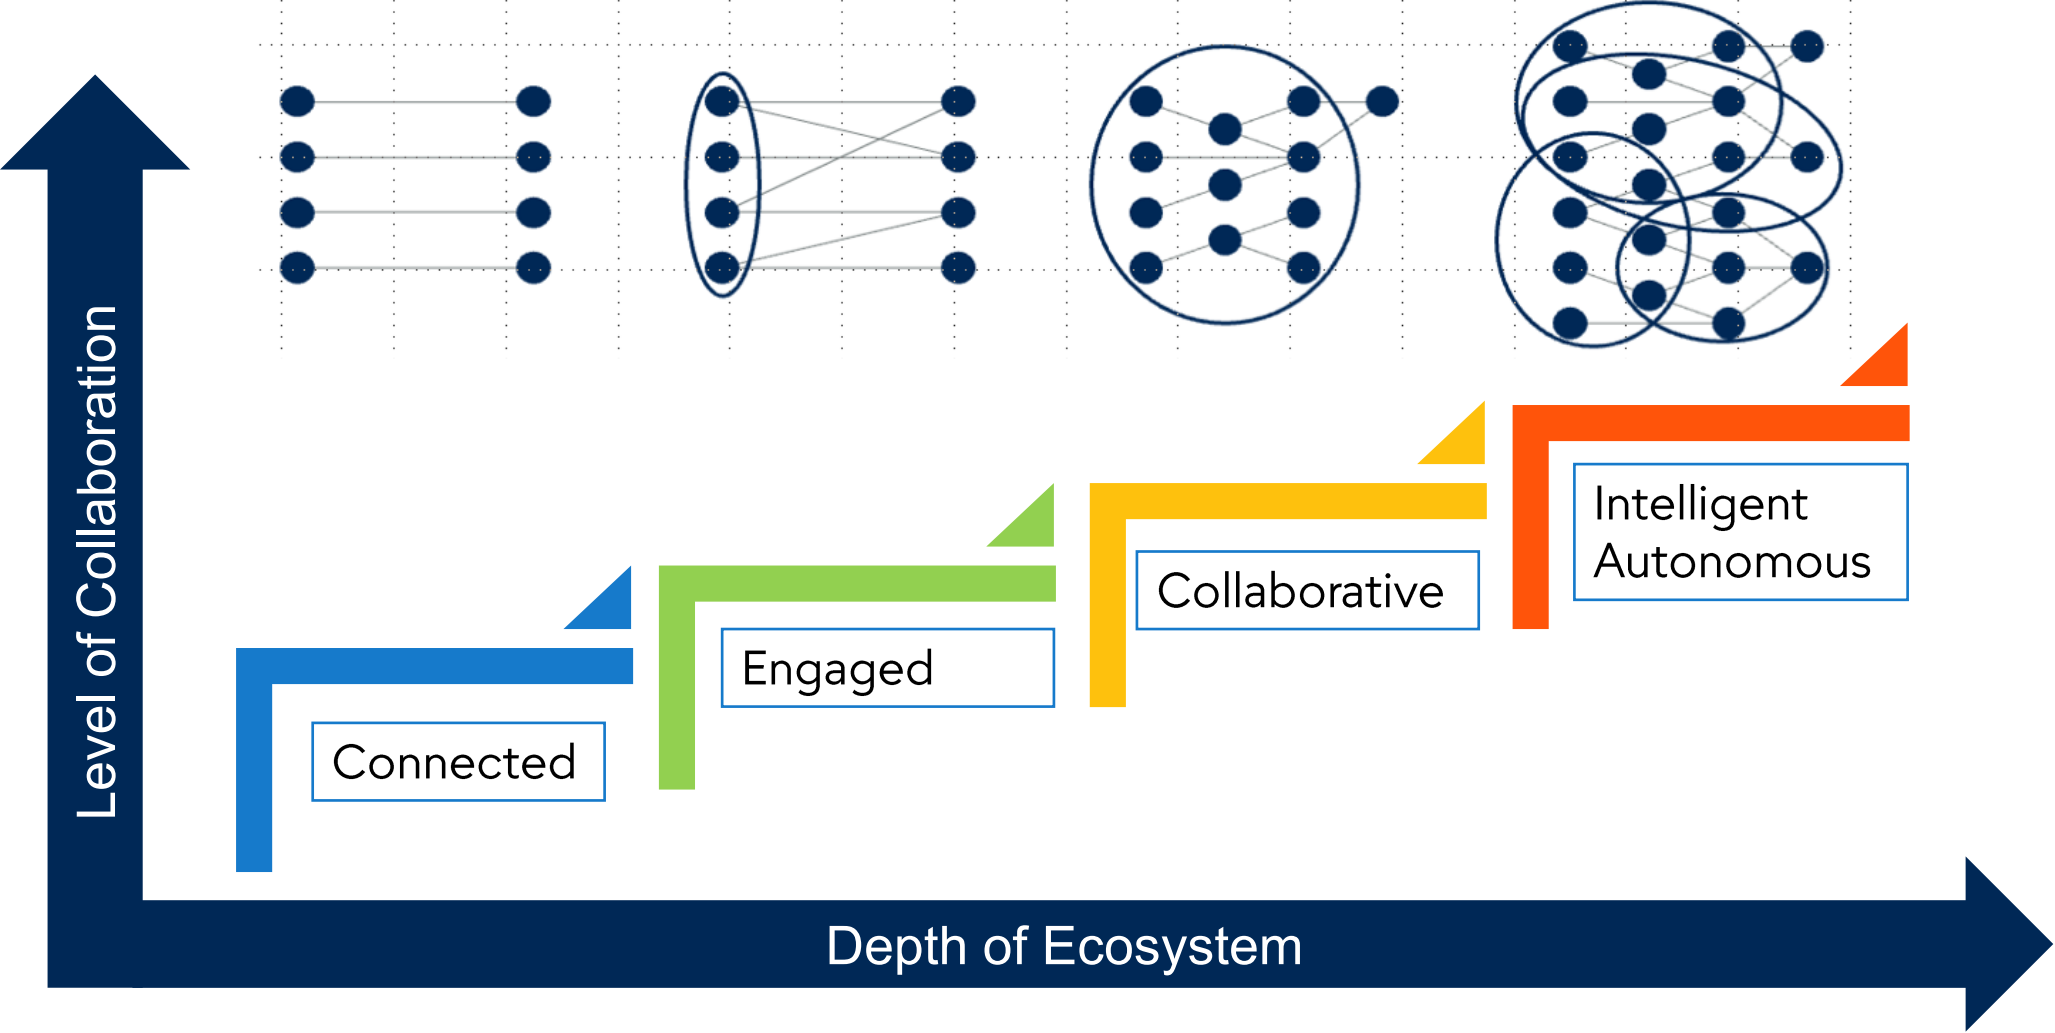 Level of Collaboration
Connected
Engaged
Collaborative
Intelligent
Autonomous
Depth of Ecosystem